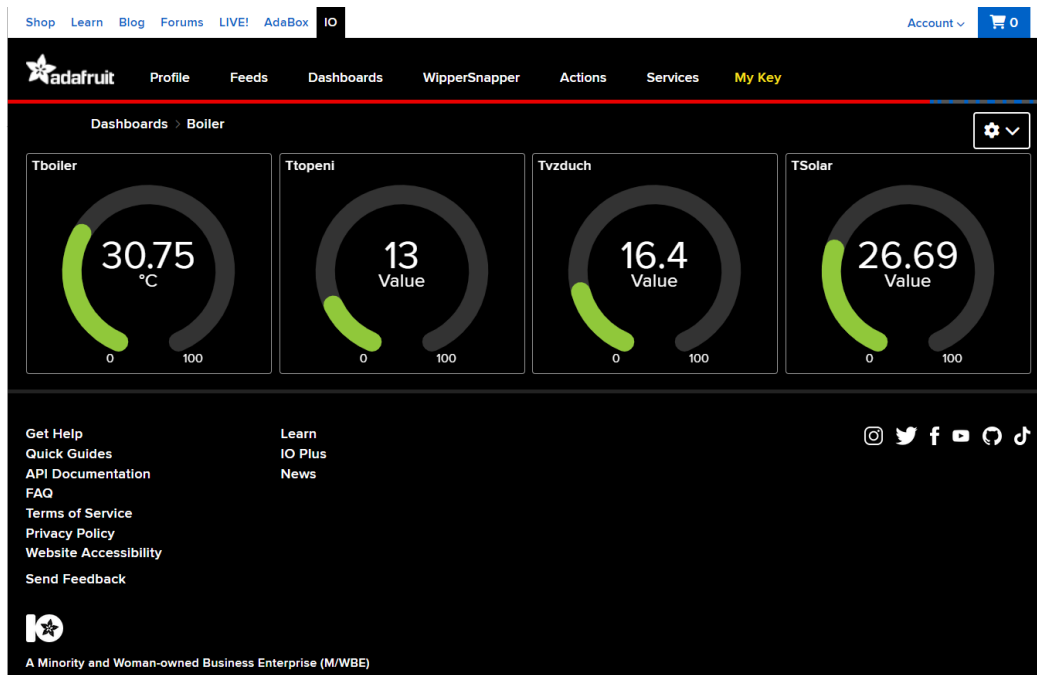 Shop Learn Blog Forums LIVE! AdaBox IO Account 0
adafruit Profile Feeds Dashboards WipperSnapper Actions Services My Key
Dashboards > Boiler
Tboiler
30.75
°C
0 100
Ttopeni
13
Value
0 100
Tvzduch
16.4
Value
0 100
TSolar
26.69
Value
0 100
Get Help
Quick Guides
API Documentation
FAQ
Terms of Service
Privacy Policy
Website Accessibility
Send Feedback
Learn
IO Plus
News
IO
A Minority and Woman-owned Business Enterprise (M/WBE)